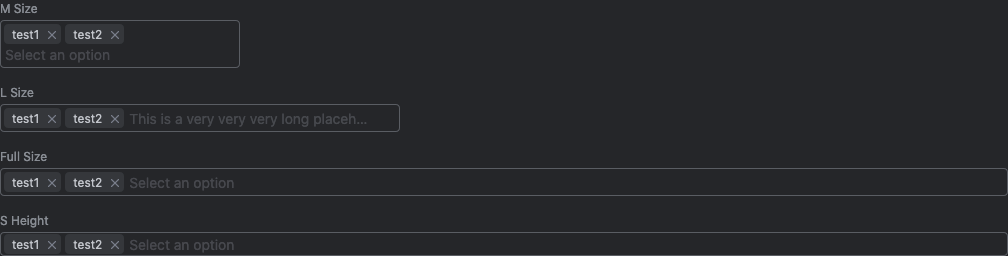 M Size
test1 × test2 ×
Select an option
L Size
test1 × test2 × This is a very very very long placeh...
Full Size
test1 × test2 × Select an option
S Height
test1 × test2 × Select an option